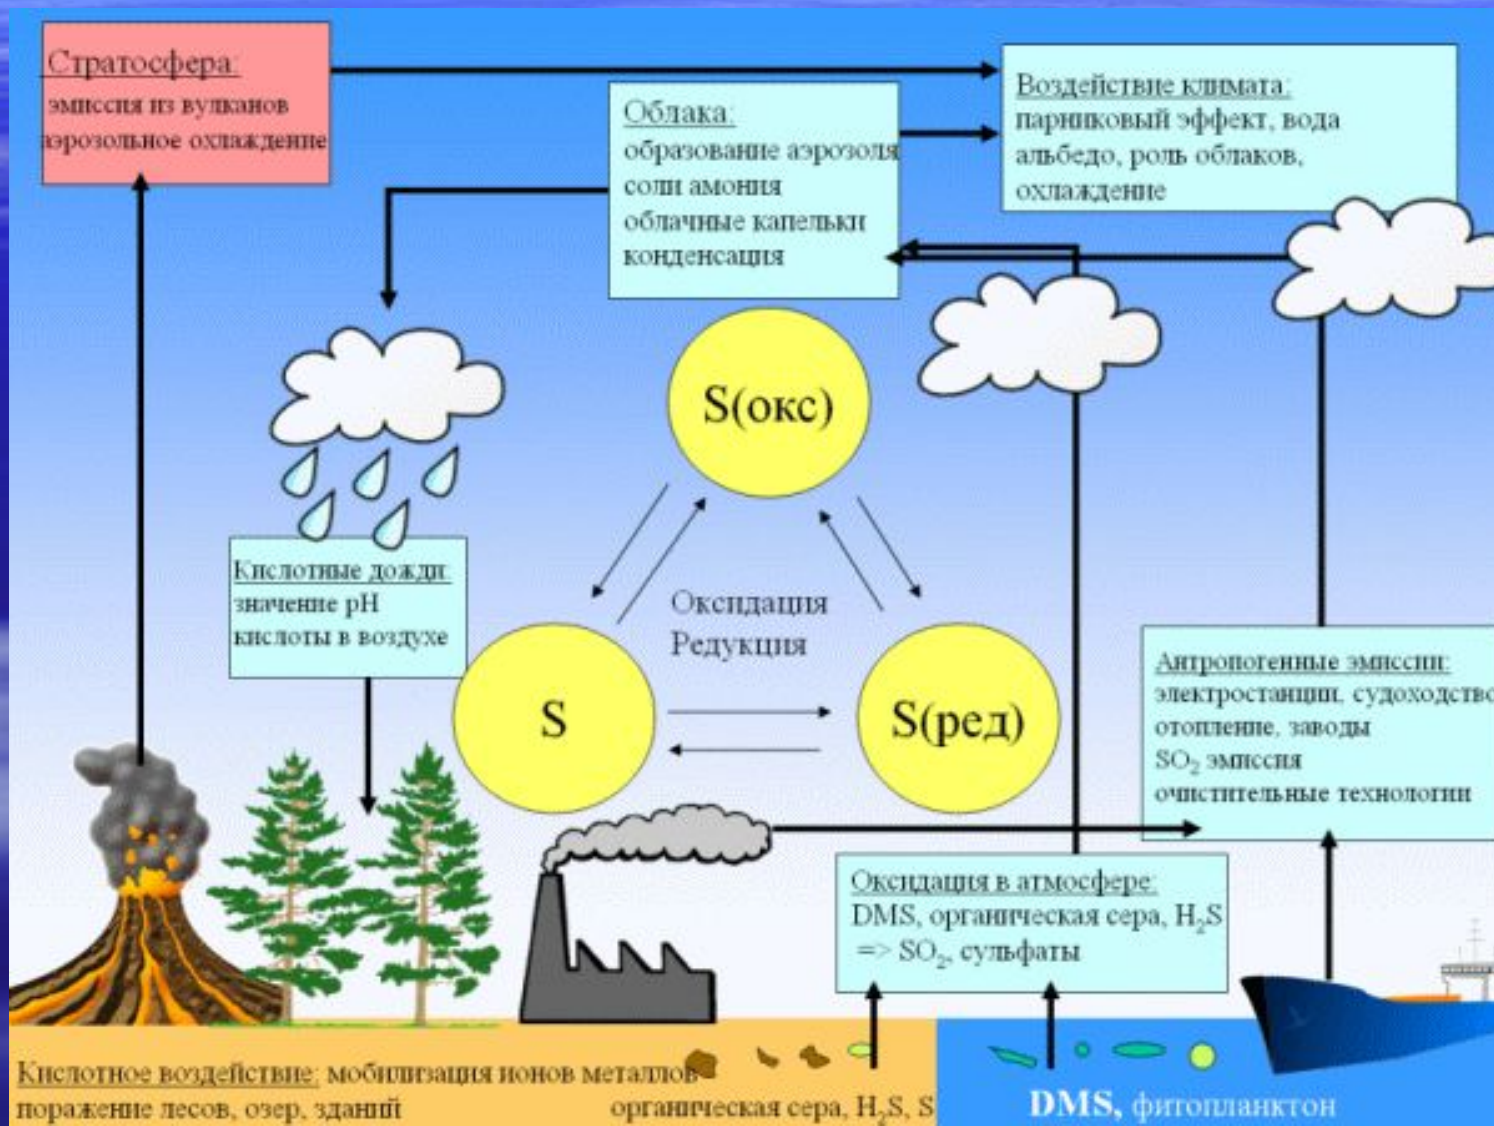 Стратосфера:
эмиссия из вулканов
аэрозольное охлаждение
Облака:
образование аэрозоля
соли амония
облачные капельки
конденсация
Воздействие климата:
парниковый эффект, вода
альбедо, роль облаков,
охлаждение
S(окс)
Кислотные дожди:
значение pH
кислоты в воздухе
Оксидация
Редукция
S
S(ред)
Антропогенные эмиссии:
электростанции, судоходство
отопление, заводы
SO₂ эмиссия
очистительные технологии
Оксидация в атмосфере:
DMS, органическая сера, H₂S
=> SO₂, сульфаты
Кислотное воздействие: мобилизация ионов металлов
поражение лесов, озер, зданий
органическая сера, H₂S, S
DMS, фитопланктон